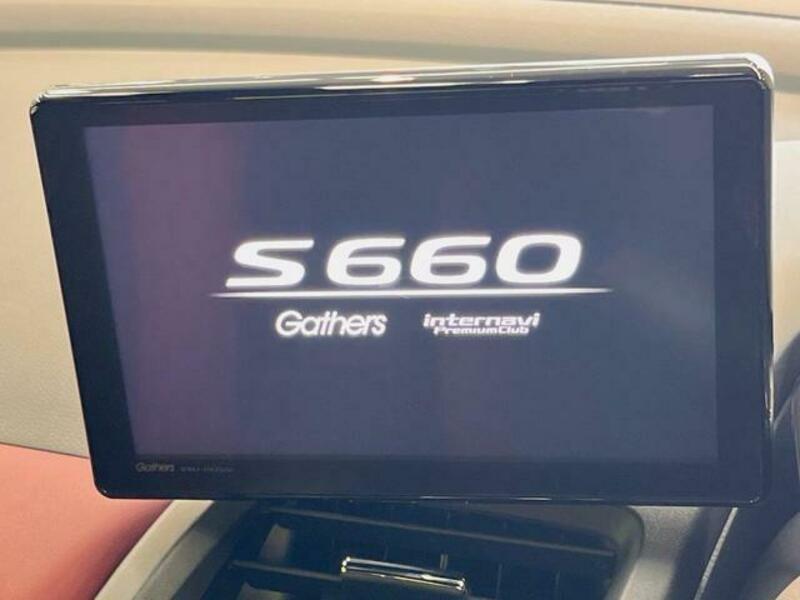 S660
Gathers internavi
PremiumClub
Gathers